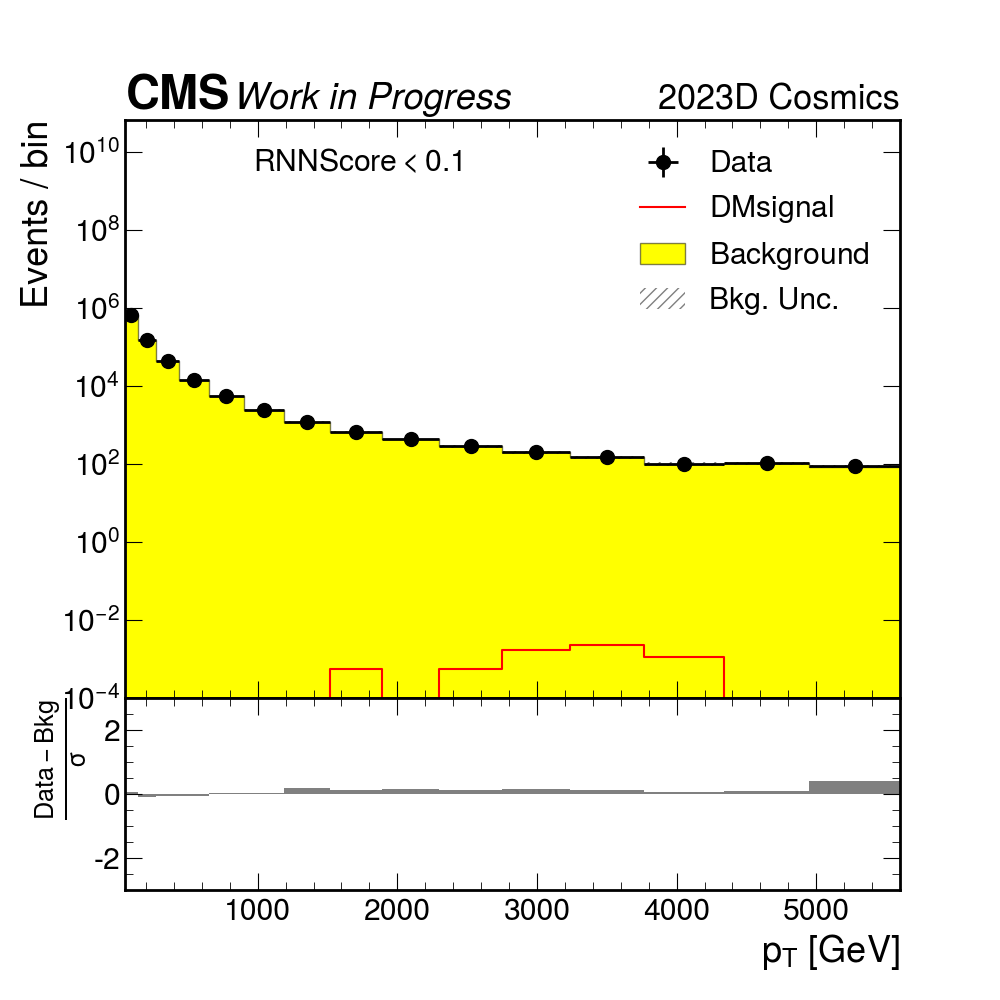 CMS Work in Progress 2023D Cosmics
Events / bin
RNNScore < 0.1
Data
DMsignal
Background
Bkg. Unc.
10^10
10^8
10^6
10^4
10^2
10^0
10^−2
10^−4
Data − Bkg
σ
2
0
-2
1000 2000 3000 4000 5000
p_T [GeV]